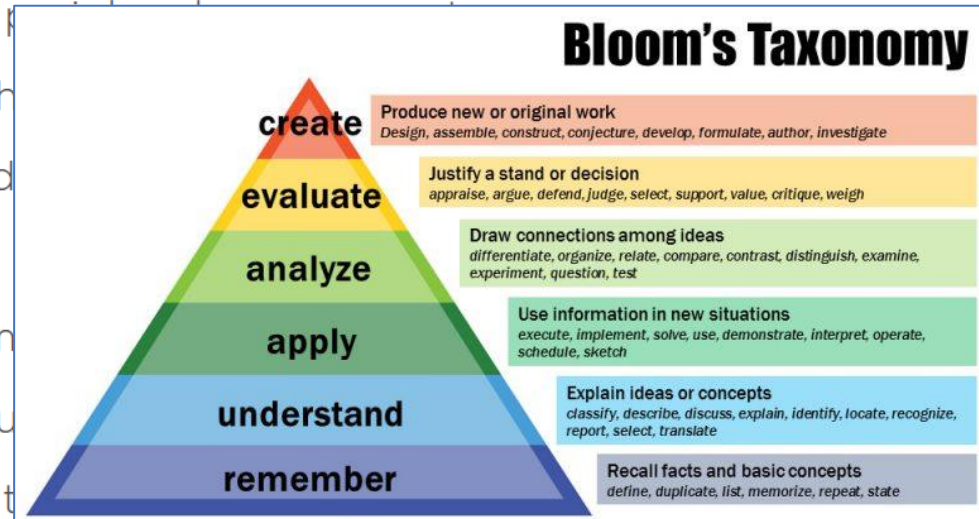 Bloom's Taxonomy
create
Produce new or original work
Design, assemble, construct, conjecture, develop, formulate, author, investigate
evaluate
Justify a stand or decision
appraise, argue, defend, judge, select, support, value, critique, weigh
analyze
Draw connections among ideas
differentiate, organize, relate, compare, contrast, distinguish, examine,
experiment, question, test
apply
Use information in new situations
execute, implement, solve, use, demonstrate, interpret, operate,
schedule, sketch
understand
Explain ideas or concepts
classify, describe, discuss, explain, identify, locate, recognize,
report, select, translate
remember
Recall facts and basic concepts
define, duplicate, list, memorize, repeat, state